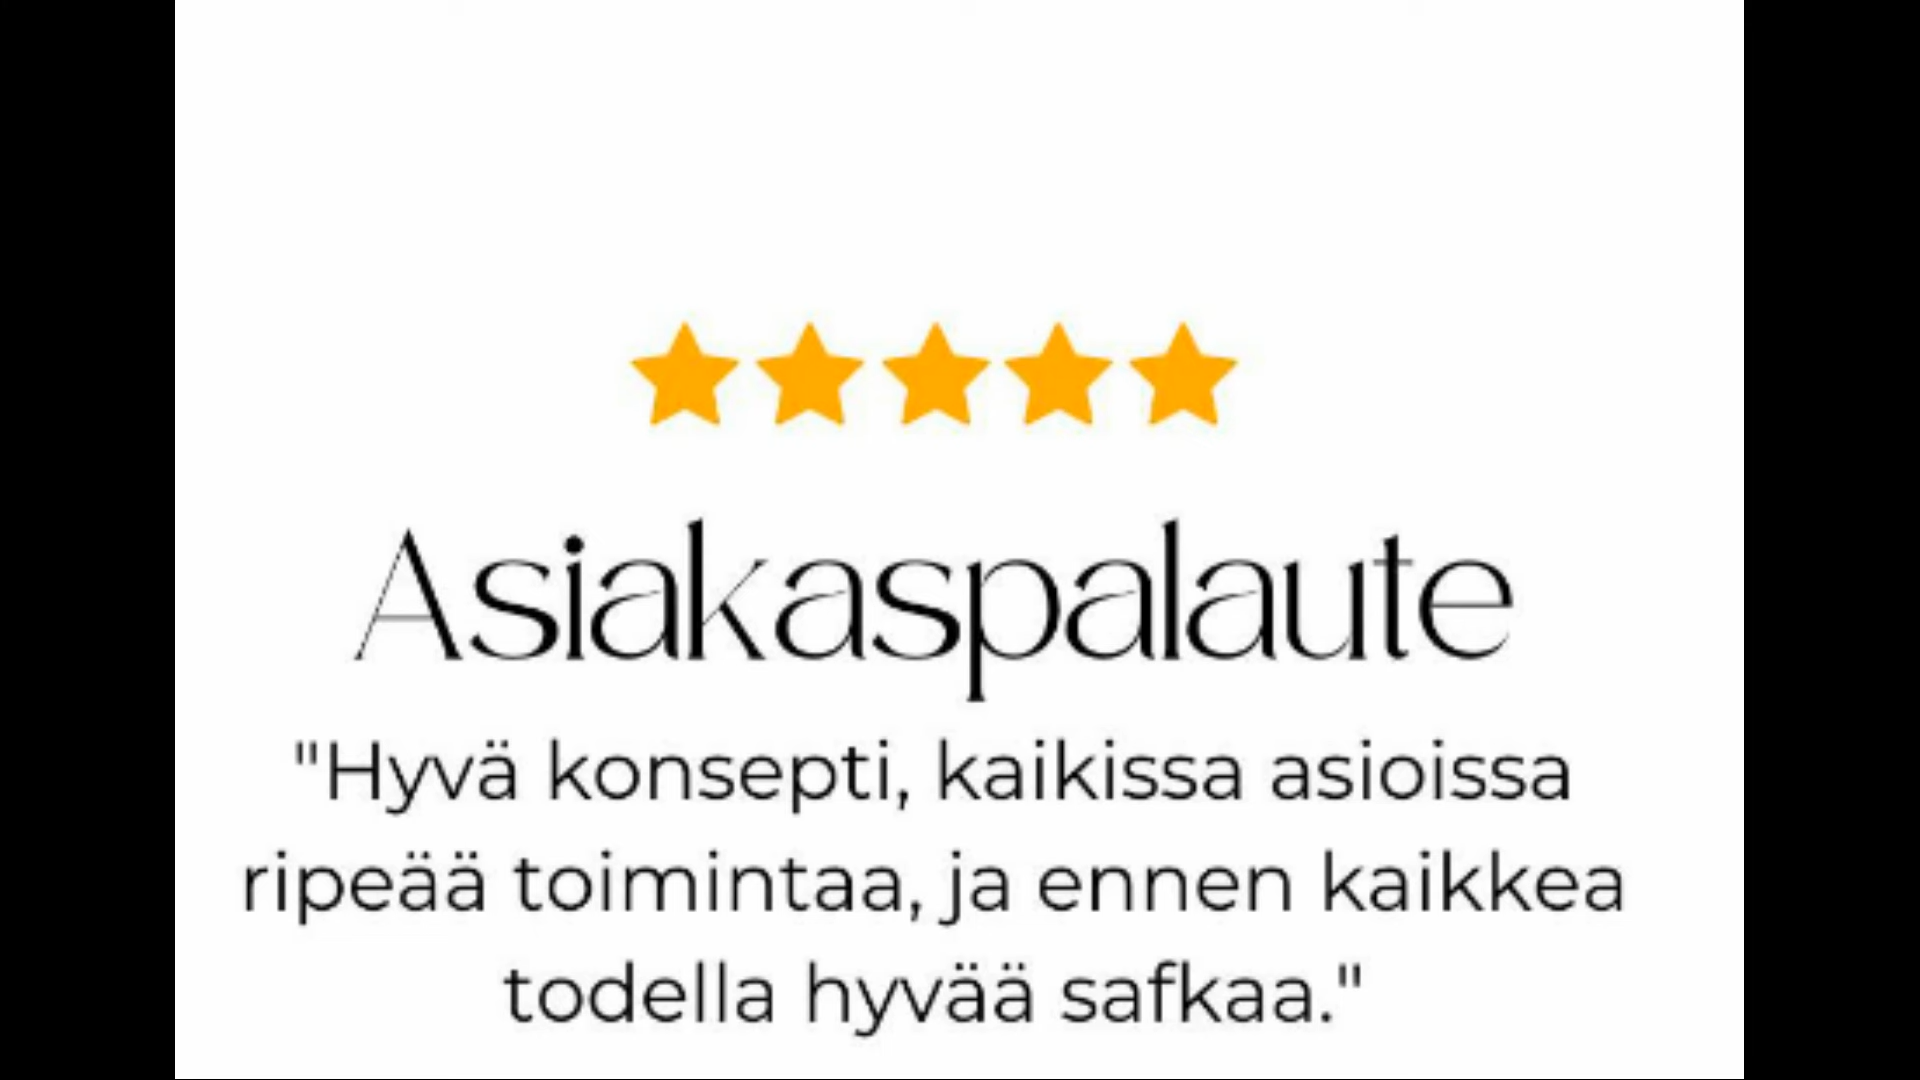 Asiakaspalaute
"Hyvä konsepti, kaikissa asioissa
ripeää toimintaa, ja ennen kaikkea
todella hyvää safkaa."